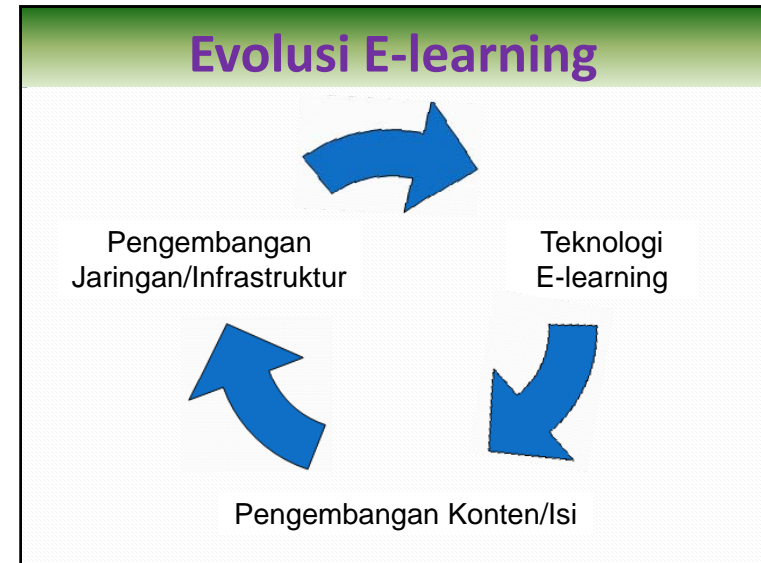 Evolusi E-learning
Pengembangan
Jaringan/Infrastruktur
Teknologi
E-learning
Pengembangan Konten/Isi